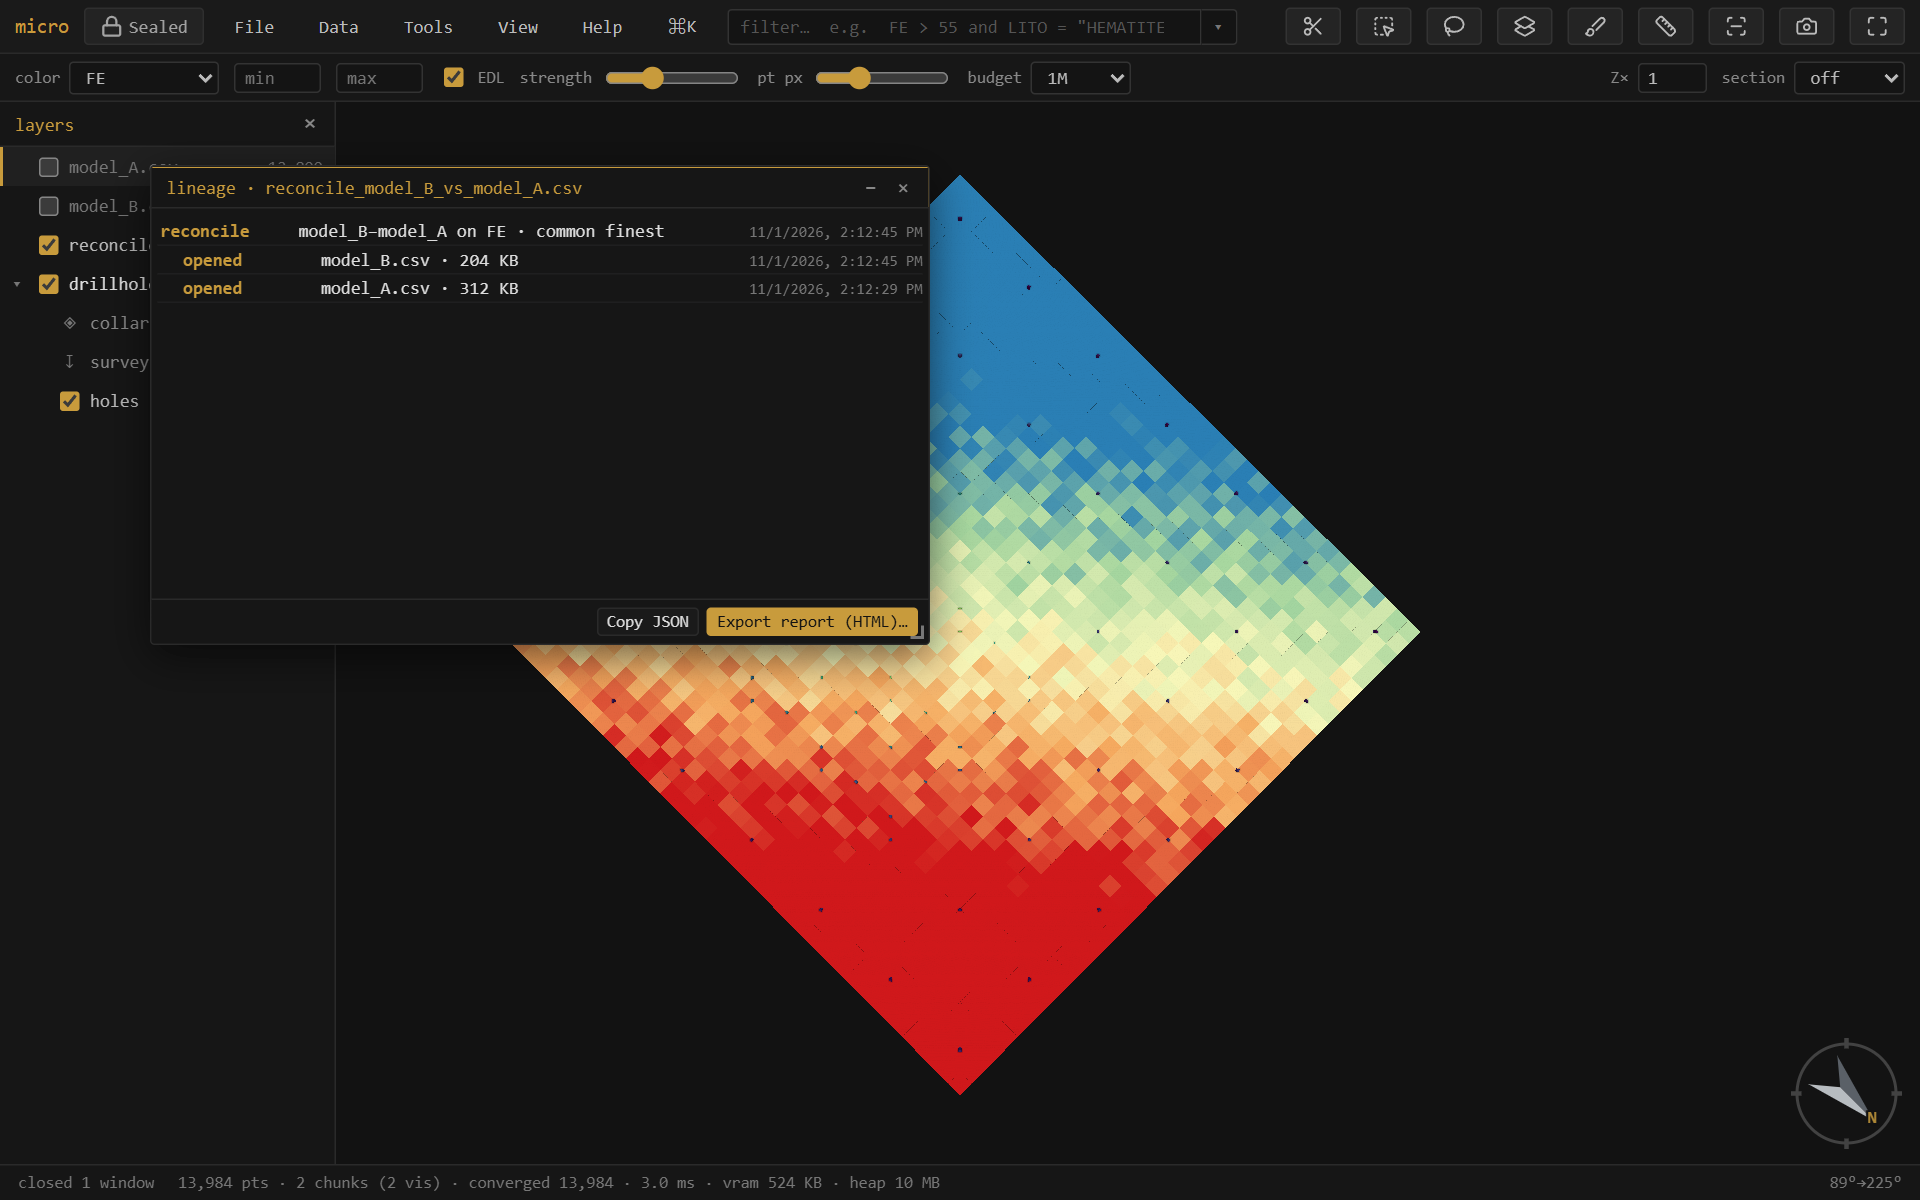 micro Sealed File Data Tools View Help ⌘K filter… e.g. FE > 55 and LITO = "HEMATITE
color FE min max EDL strength pt px budget 1M Z× 1 section off
layers ×
model_A.
model_B.
lineage · reconcile_model_B_vs_model_A.csv – ×
reconcile model_B−model_A on FE · common finest 11/1/2026, 2:12:45 PM
opened model_B.csv · 204 KB 11/1/2026, 2:12:45 PM
opened model_A.csv · 312 KB 11/1/2026, 2:12:29 PM
reconcil
drillhol
collar
survey
holes
Copy JSON Export report (HTML)…
N
closed 1 window 13,984 pts · 2 chunks (2 vis) · converged 13,984 · 3.0 ms · vram 524 KB · heap 10 MB 89°→225°